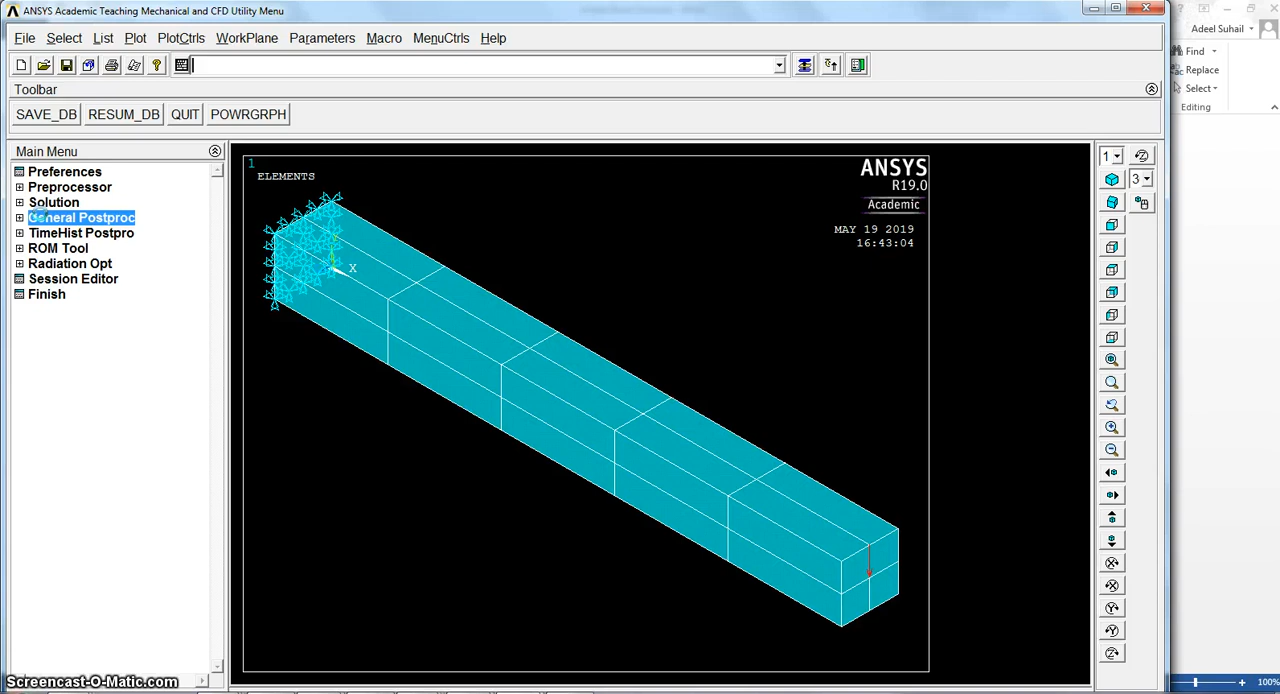 ANSYS Academic Teaching Mechanical and CFD Utility Menu
File Select List Plot PlotCtrls WorkPlane Parameters Macro MenuCtrls Help
Toolbar
SAVE_DB RESUM_DB QUIT POWRGRPH
Main Menu
Preferences
Preprocessor
Solution
General Postproc
TimeHist Postpro
ROM Tool
Radiation Opt
Session Editor
Finish
1
ELEMENTS
X
ANSYS
R19.0
Academic
MAY 19 2019
16:43:04
1
3
Adeel Suhail
Find
Replace
Select
Editing
100%
Screencast-O-Matic.com